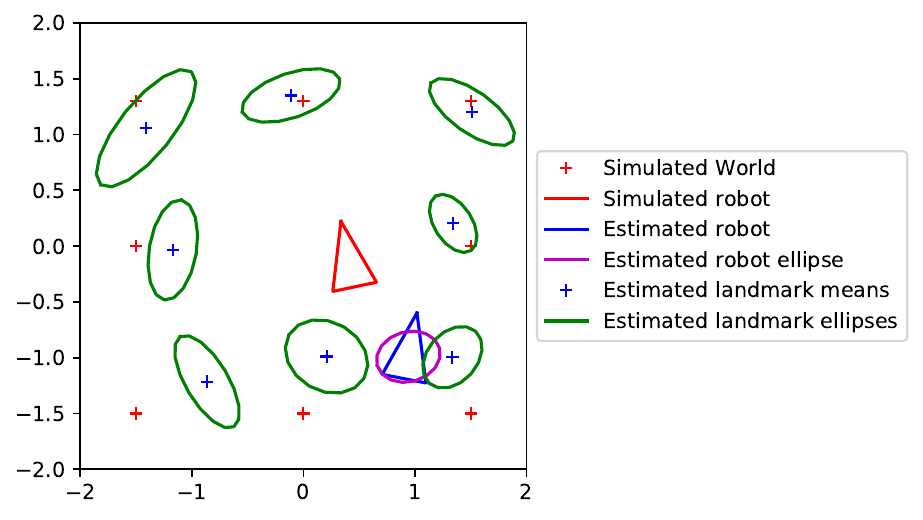 2.0
1.5
1.0
0.5
0.0
−0.5
−1.0
−1.5
−2.0
−2
−1
0
1
2
Simulated World
Simulated robot
Estimated robot
Estimated robot ellipse
Estimated landmark means
Estimated landmark ellipses